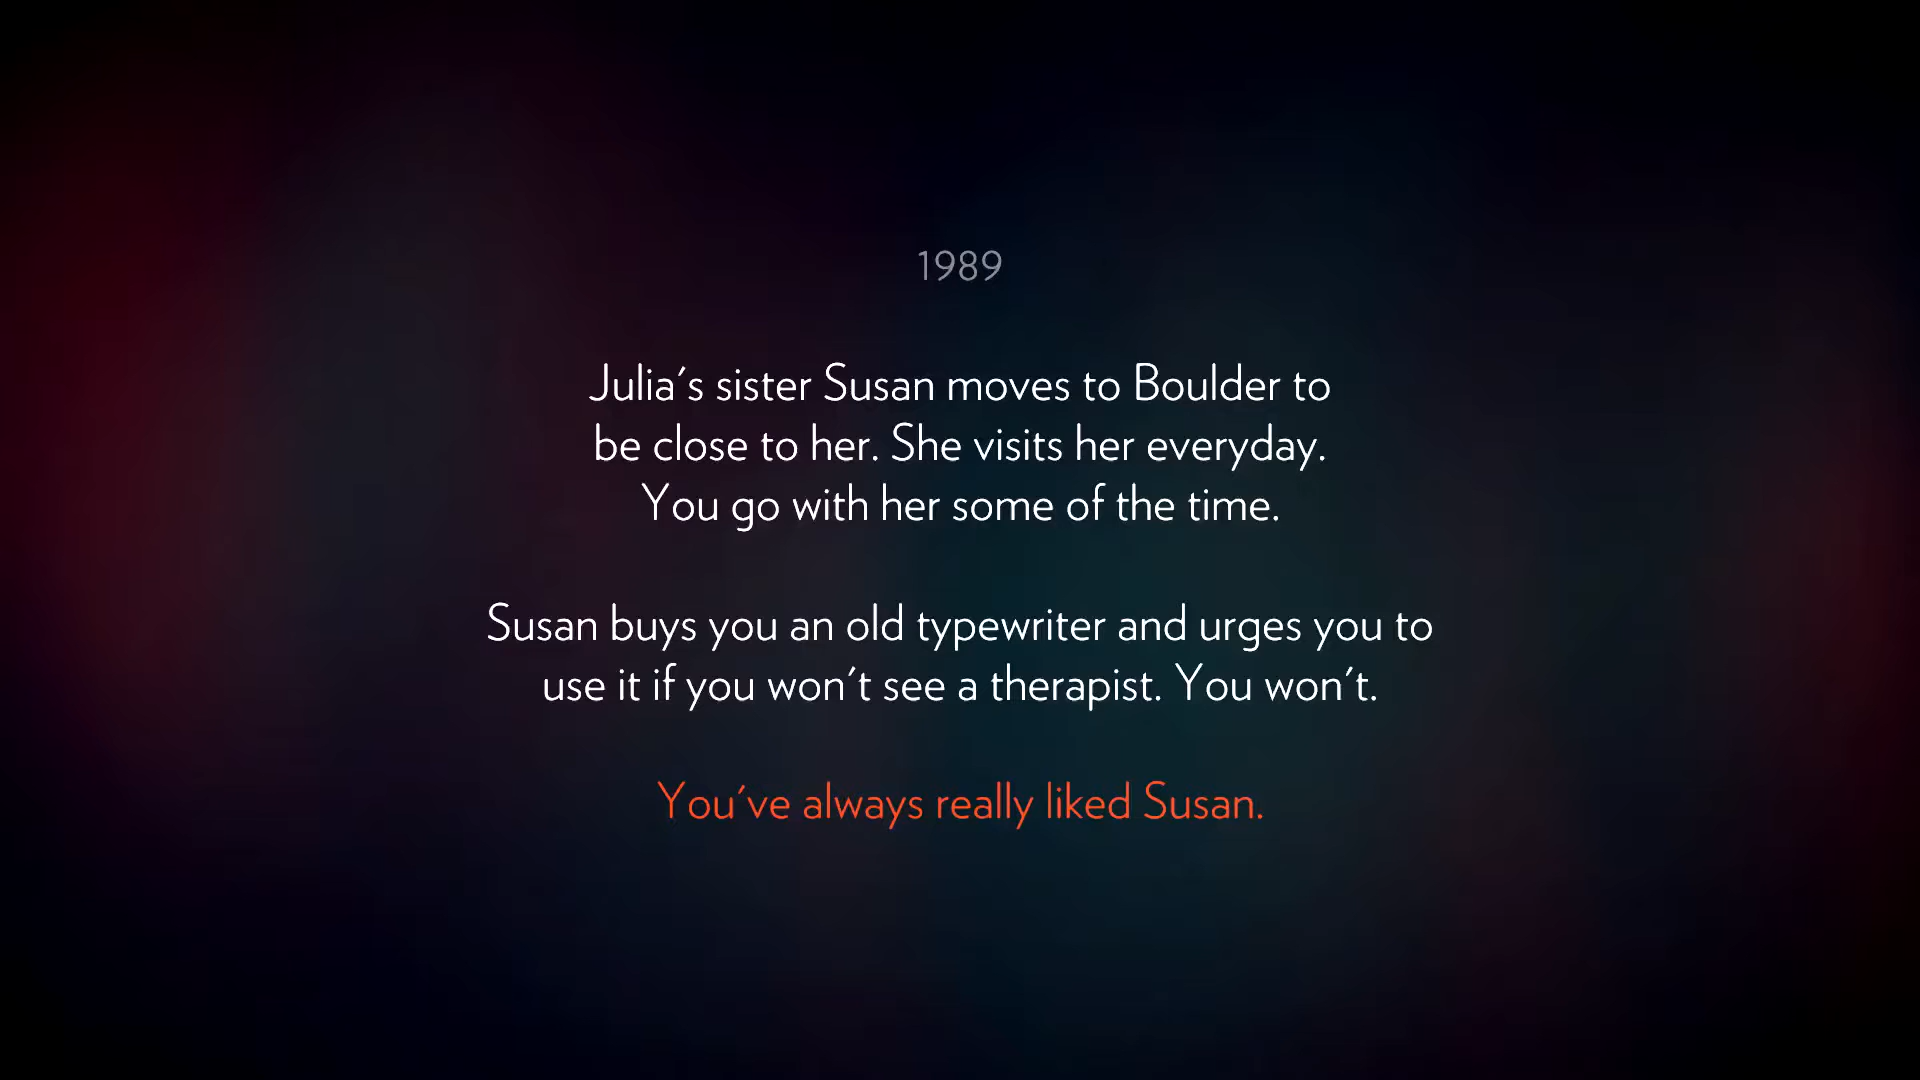 1989
Julia's sister Susan moves to Boulder to
be close to her. She visits her everyday.
You go with her some of the time.
Susan buys you an old typewriter and urges you to
use it if you won't see a therapist. You won't.
You've always really liked Susan.